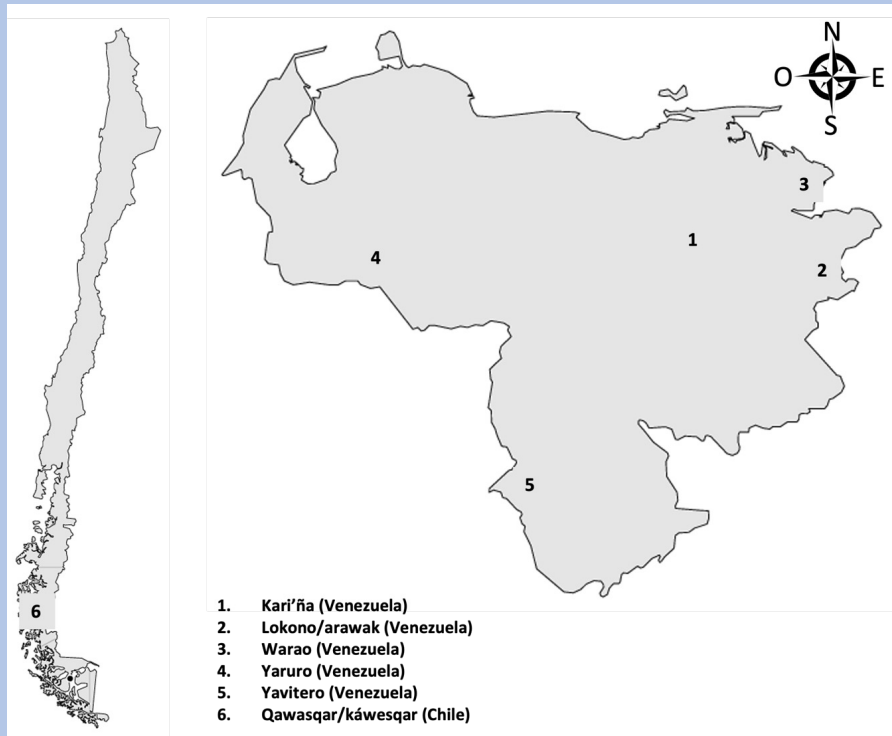 N
O E
S
3
1
4
2
5
6
1. Kari’ña (Venezuela)
2. Lokono/arawak (Venezuela)
3. Warao (Venezuela)
4. Yaruro (Venezuela)
5. Yavitero (Venezuela)
6. Qawasqar/káwesqar (Chile)